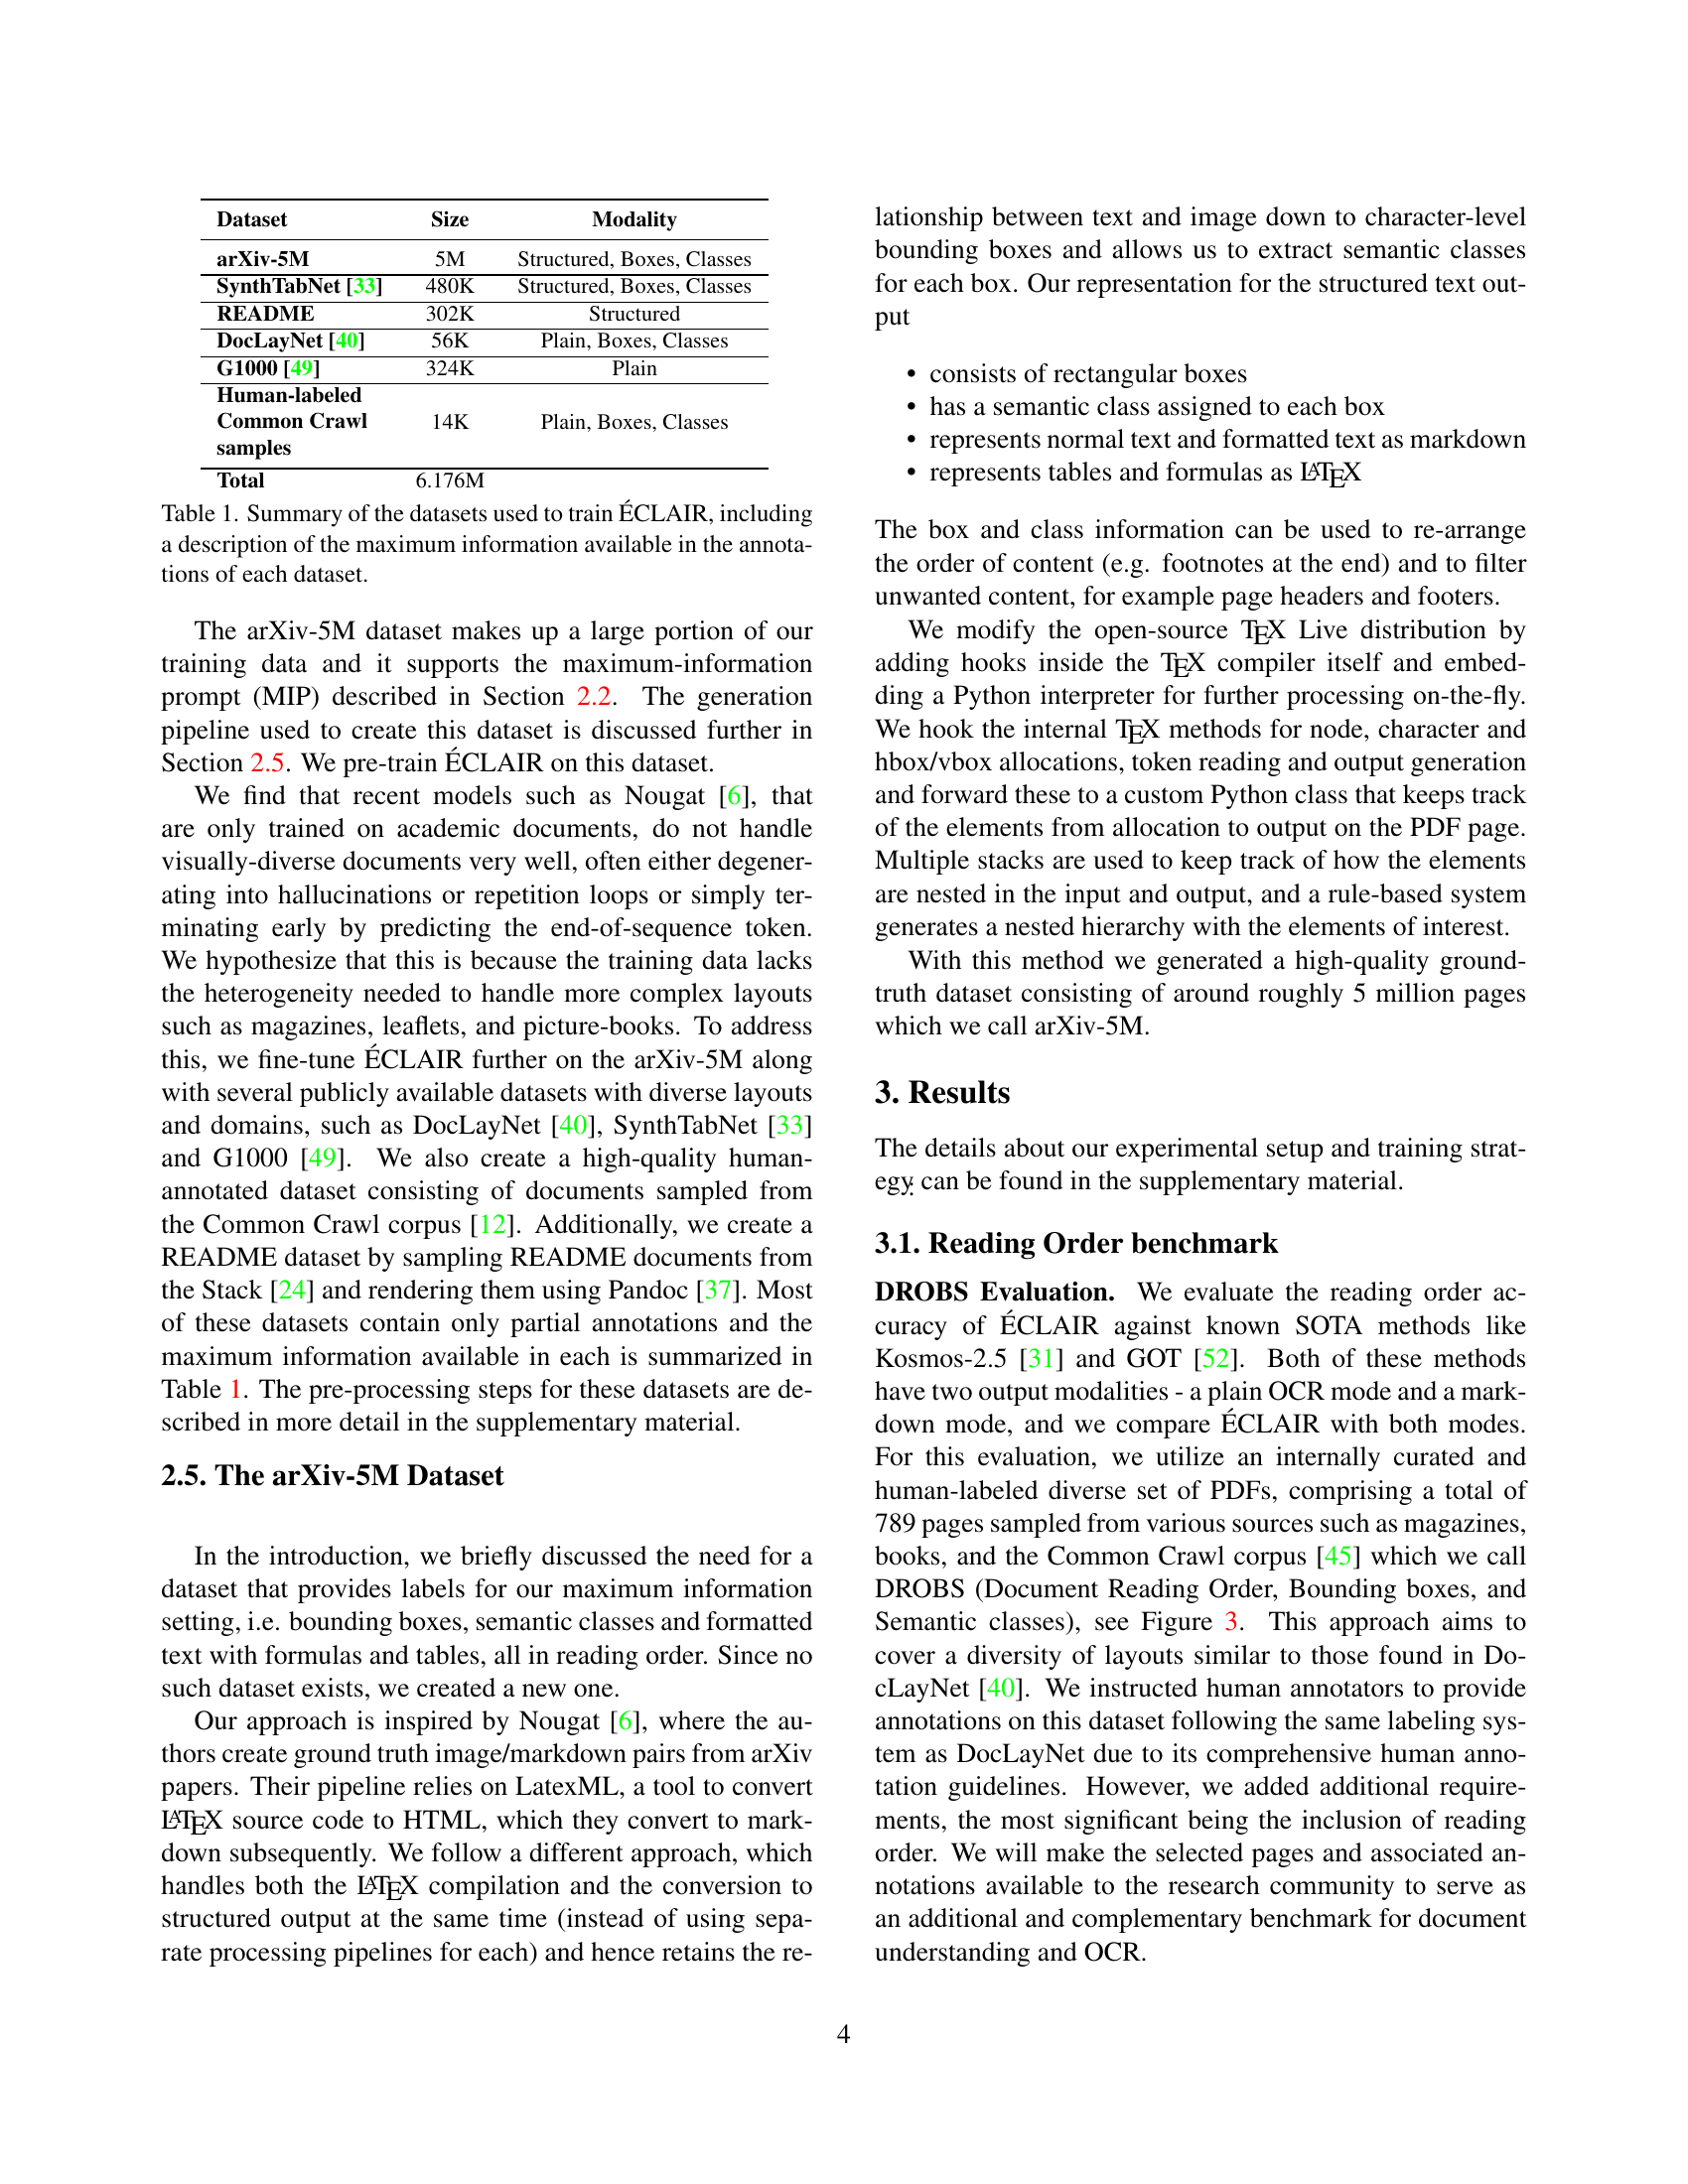 Dataset Size Modality
arXiv-5M 5M Structured, Boxes, Classes
SynthTabNet [33] 480K Structured, Boxes, Classes
README 302K Structured
DocLayNet [40] 56K Plain, Boxes, Classes
G1000 [49] 324K Plain
Human-labeled
Common Crawl 14K Plain, Boxes, Classes
samples
Total 6.176M
Table 1. Summary of the datasets used to train ÉCLAIR, including
a description of the maximum information available in the annota-
tions of each dataset.
The arXiv-5M dataset makes up a large portion of our
training data and it supports the maximum-information
prompt (MIP) described in Section 2.2. The generation
pipeline used to create this dataset is discussed further in
Section 2.5. We pre-train ÉCLAIR on this dataset.
We find that recent models such as Nougat [6], that
are only trained on academic documents, do not handle
visually-diverse documents very well, often either degener-
ating into hallucinations or repetition loops or simply ter-
minating early by predicting the end-of-sequence token.
We hypothesize that this is because the training data lacks
the heterogeneity needed to handle more complex layouts
such as magazines, leaflets, and picture-books. To address
this, we fine-tune ÉCLAIR further on the arXiv-5M along
with several publicly available datasets with diverse layouts
and domains, such as DocLayNet [40], SynthTabNet [33]
and G1000 [49]. We also create a high-quality human-
annotated dataset consisting of documents sampled from
the Common Crawl corpus [12]. Additionally, we create a
README dataset by sampling README documents from
the Stack [24] and rendering them using Pandoc [37]. Most
of these datasets contain only partial annotations and the
maximum information available in each is summarized in
Table 1. The pre-processing steps for these datasets are de-
scribed in more detail in the supplementary material.
2.5. The arXiv-5M Dataset
In the introduction, we briefly discussed the need for a
dataset that provides labels for our maximum information
setting, i.e. bounding boxes, semantic classes and formatted
text with formulas and tables, all in reading order. Since no
such dataset exists, we created a new one.
Our approach is inspired by Nougat [6], where the au-
thors create ground truth image/markdown pairs from arXiv
papers. Their pipeline relies on LatexML, a tool to convert
LATEX source code to HTML, which they convert to mark-
down subsequently. We follow a different approach, which
handles both the LATEX compilation and the conversion to
structured output at the same time (instead of using sepa-
rate processing pipelines for each) and hence retains the re-
lationship between text and image down to character-level
bounding boxes and allows us to extract semantic classes
for each box. Our representation for the structured text out-
put
• consists of rectangular boxes
• has a semantic class assigned to each box
• represents normal text and formatted text as markdown
• represents tables and formulas as LATEX
The box and class information can be used to re-arrange
the order of content (e.g. footnotes at the end) and to filter
unwanted content, for example page headers and footers.
We modify the open-source TEX Live distribution by
adding hooks inside the TEX compiler itself and embed-
ding a Python interpreter for further processing on-the-fly.
We hook the internal TEX methods for node, character and
hbox/vbox allocations, token reading and output generation
and forward these to a custom Python class that keeps track
of the elements from allocation to output on the PDF page.
Multiple stacks are used to keep track of how the elements
are nested in the input and output, and a rule-based system
generates a nested hierarchy with the elements of interest.
With this method we generated a high-quality ground-
truth dataset consisting of around roughly 5 million pages
which we call arXiv-5M.
3. Results
The details about our experimental setup and training strat-
egy can be found in the supplementary material.
3.1. Reading Order benchmark
DROBS Evaluation. We evaluate the reading order ac-
curacy of ÉCLAIR against known SOTA methods like
Kosmos-2.5 [31] and GOT [52]. Both of these methods
have two output modalities - a plain OCR mode and a mark-
down mode, and we compare ÉCLAIR with both modes.
For this evaluation, we utilize an internally curated and
human-labeled diverse set of PDFs, comprising a total of
789 pages sampled from various sources such as magazines,
books, and the Common Crawl corpus [45] which we call
DROBS (Document Reading Order, Bounding boxes, and
Semantic classes), see Figure 3. This approach aims to
cover a diversity of layouts similar to those found in Do-
cLayNet [40]. We instructed human annotators to provide
annotations on this dataset following the same labeling sys-
tem as DocLayNet due to its comprehensive human anno-
tation guidelines. However, we added additional require-
ments, the most significant being the inclusion of reading
order. We will make the selected pages and associated an-
notations available to the research community to serve as
an additional and complementary benchmark for document
understanding and OCR.
4